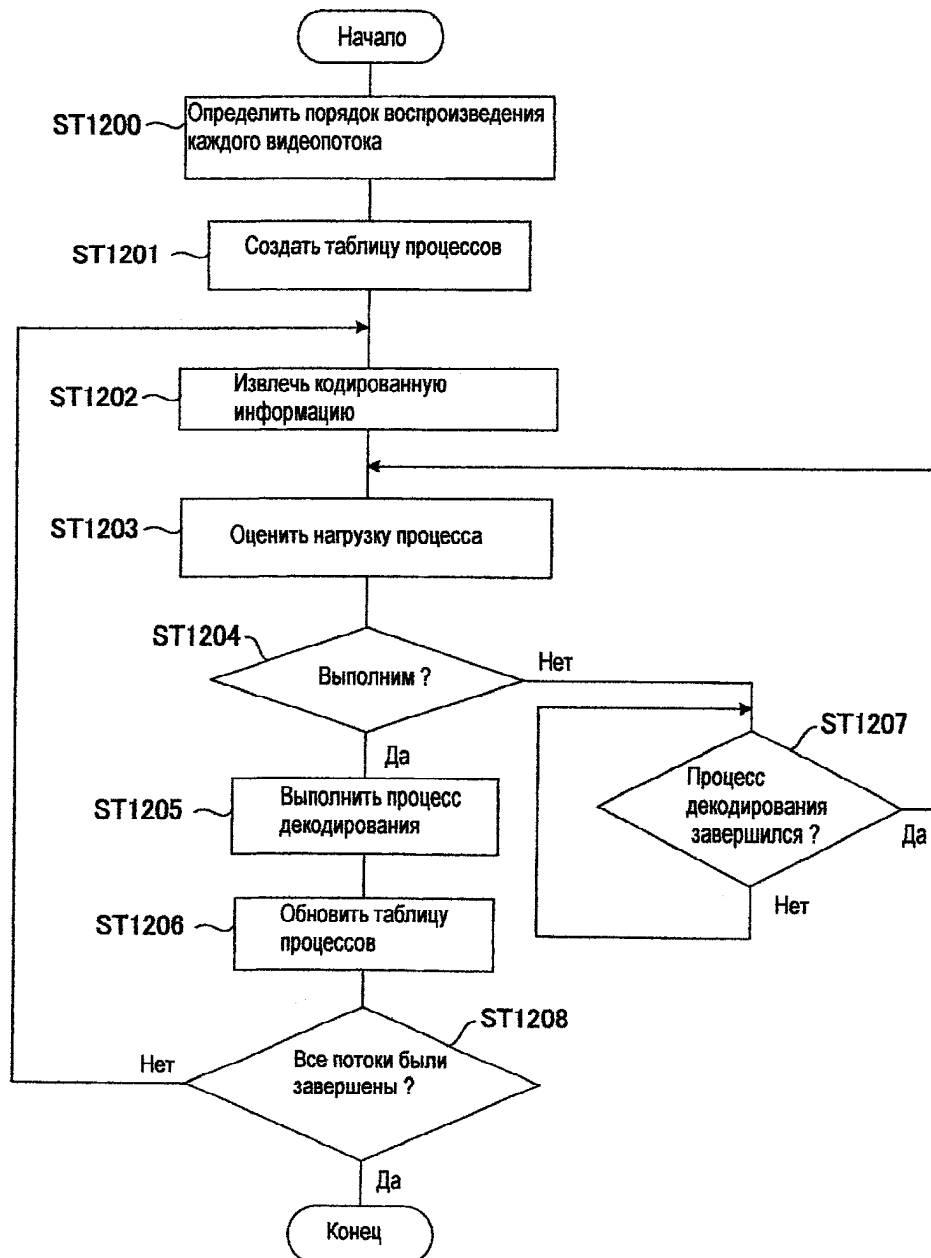 Начало
ST1200
Определить порядок воспроизведения
каждого видеопотока
ST1201
Создать таблицу процессов
ST1202
Извлечь кодированную
информацию
ST1203
Оценить нагрузку процесса
ST1204
Выполним ?
Нет
Да
ST1207
Процесс
декодирования
завершился ?
Да
Нет
ST1205
Выполнить процесс
декодирования
ST1206
Обновить таблицу
процессов
ST1208
Все потоки были
завершены ?
Нет
Да
Конец